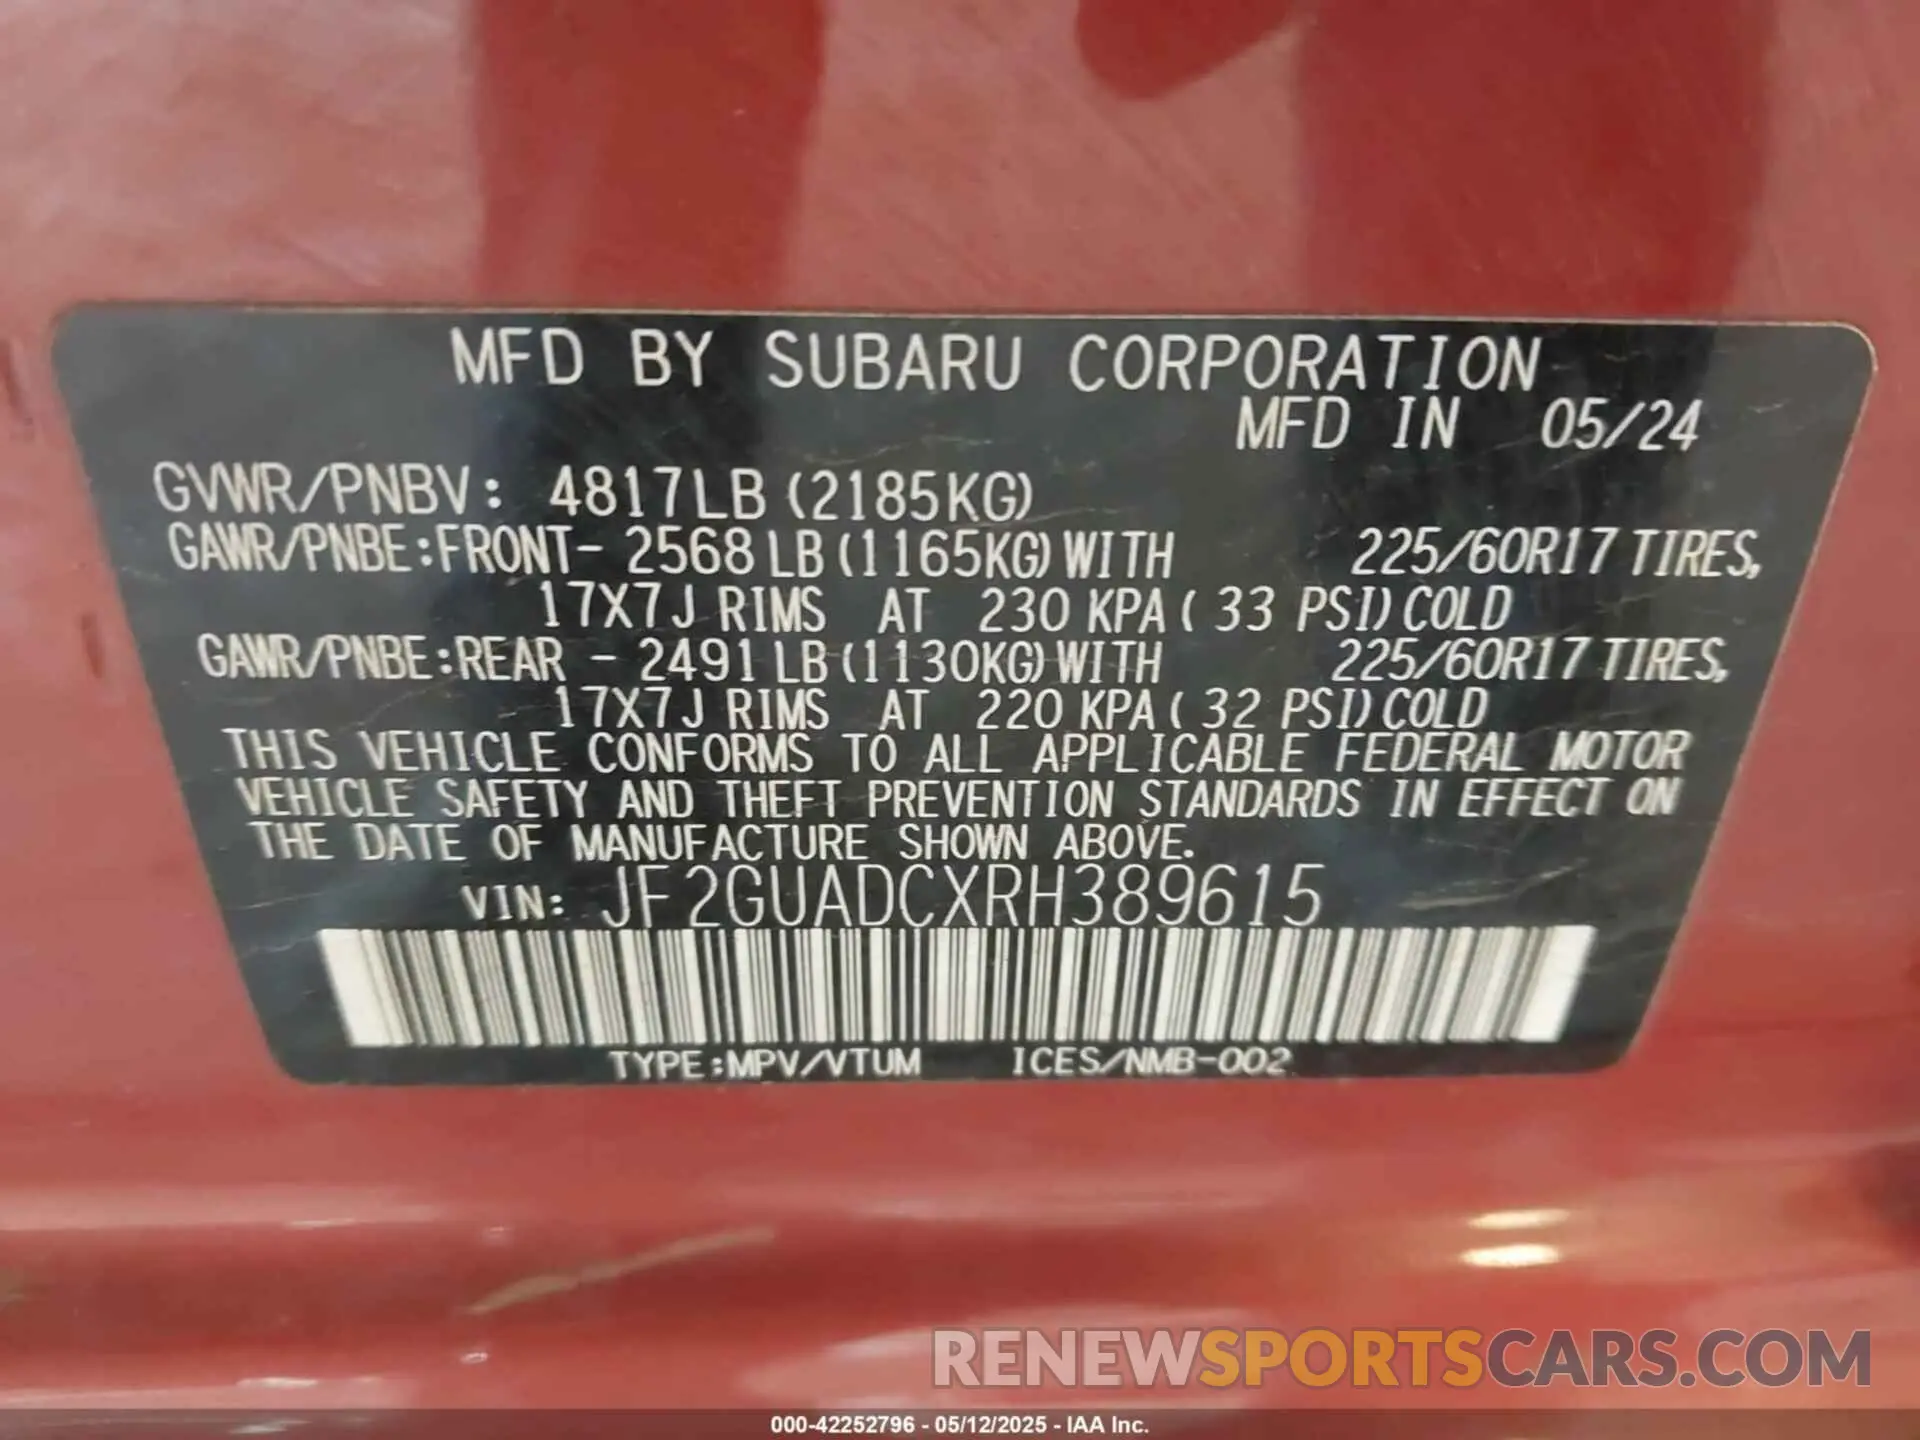 MFD BY SUBARU CORPORATION
MFD IN 05/24
GVWR/PNBV: 4817LB (2185KG)
GAWR/PNBE:FRONT- 2568 LB (1165KG) WITH 225/60R17 TIRES,
17X7J RIMS AT 230 KPA ( 33 PSI) COLD
GAWR/PNBE:REAR - 2491 LB (1130KG) WITH 225/60R17 TIRES,
17X7J RIMS AT 220 KPA ( 32 PSI) COLD
THIS VEHICLE CONFORMS TO ALL APPLICABLE FEDERAL MOTOR
VEHICLE SAFETY AND THEFT PREVENTION STANDARDS IN EFFECT ON
THE DATE OF MANUFACTURE SHOWN ABOVE.
VIN: JF2GUADCXRH389615
TYPE:MPV/VTUM ICES/NMB-002
RENEWSPORTSCARS.COM
000-42252796 - 05/12/2025 - IAA Inc.